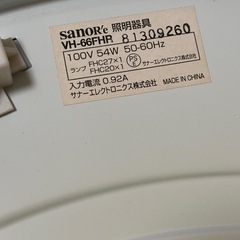 sanoR'e 照明器具
VH-66FHR 81309260
100V 54W 50-60Hz
ランプ FHC27×1
FHC20×1
PS E
サナーエレクトロニクス株式会社
入力電流 0.92A
サナーエレクトロニクス株式会社
MADE IN CHINA